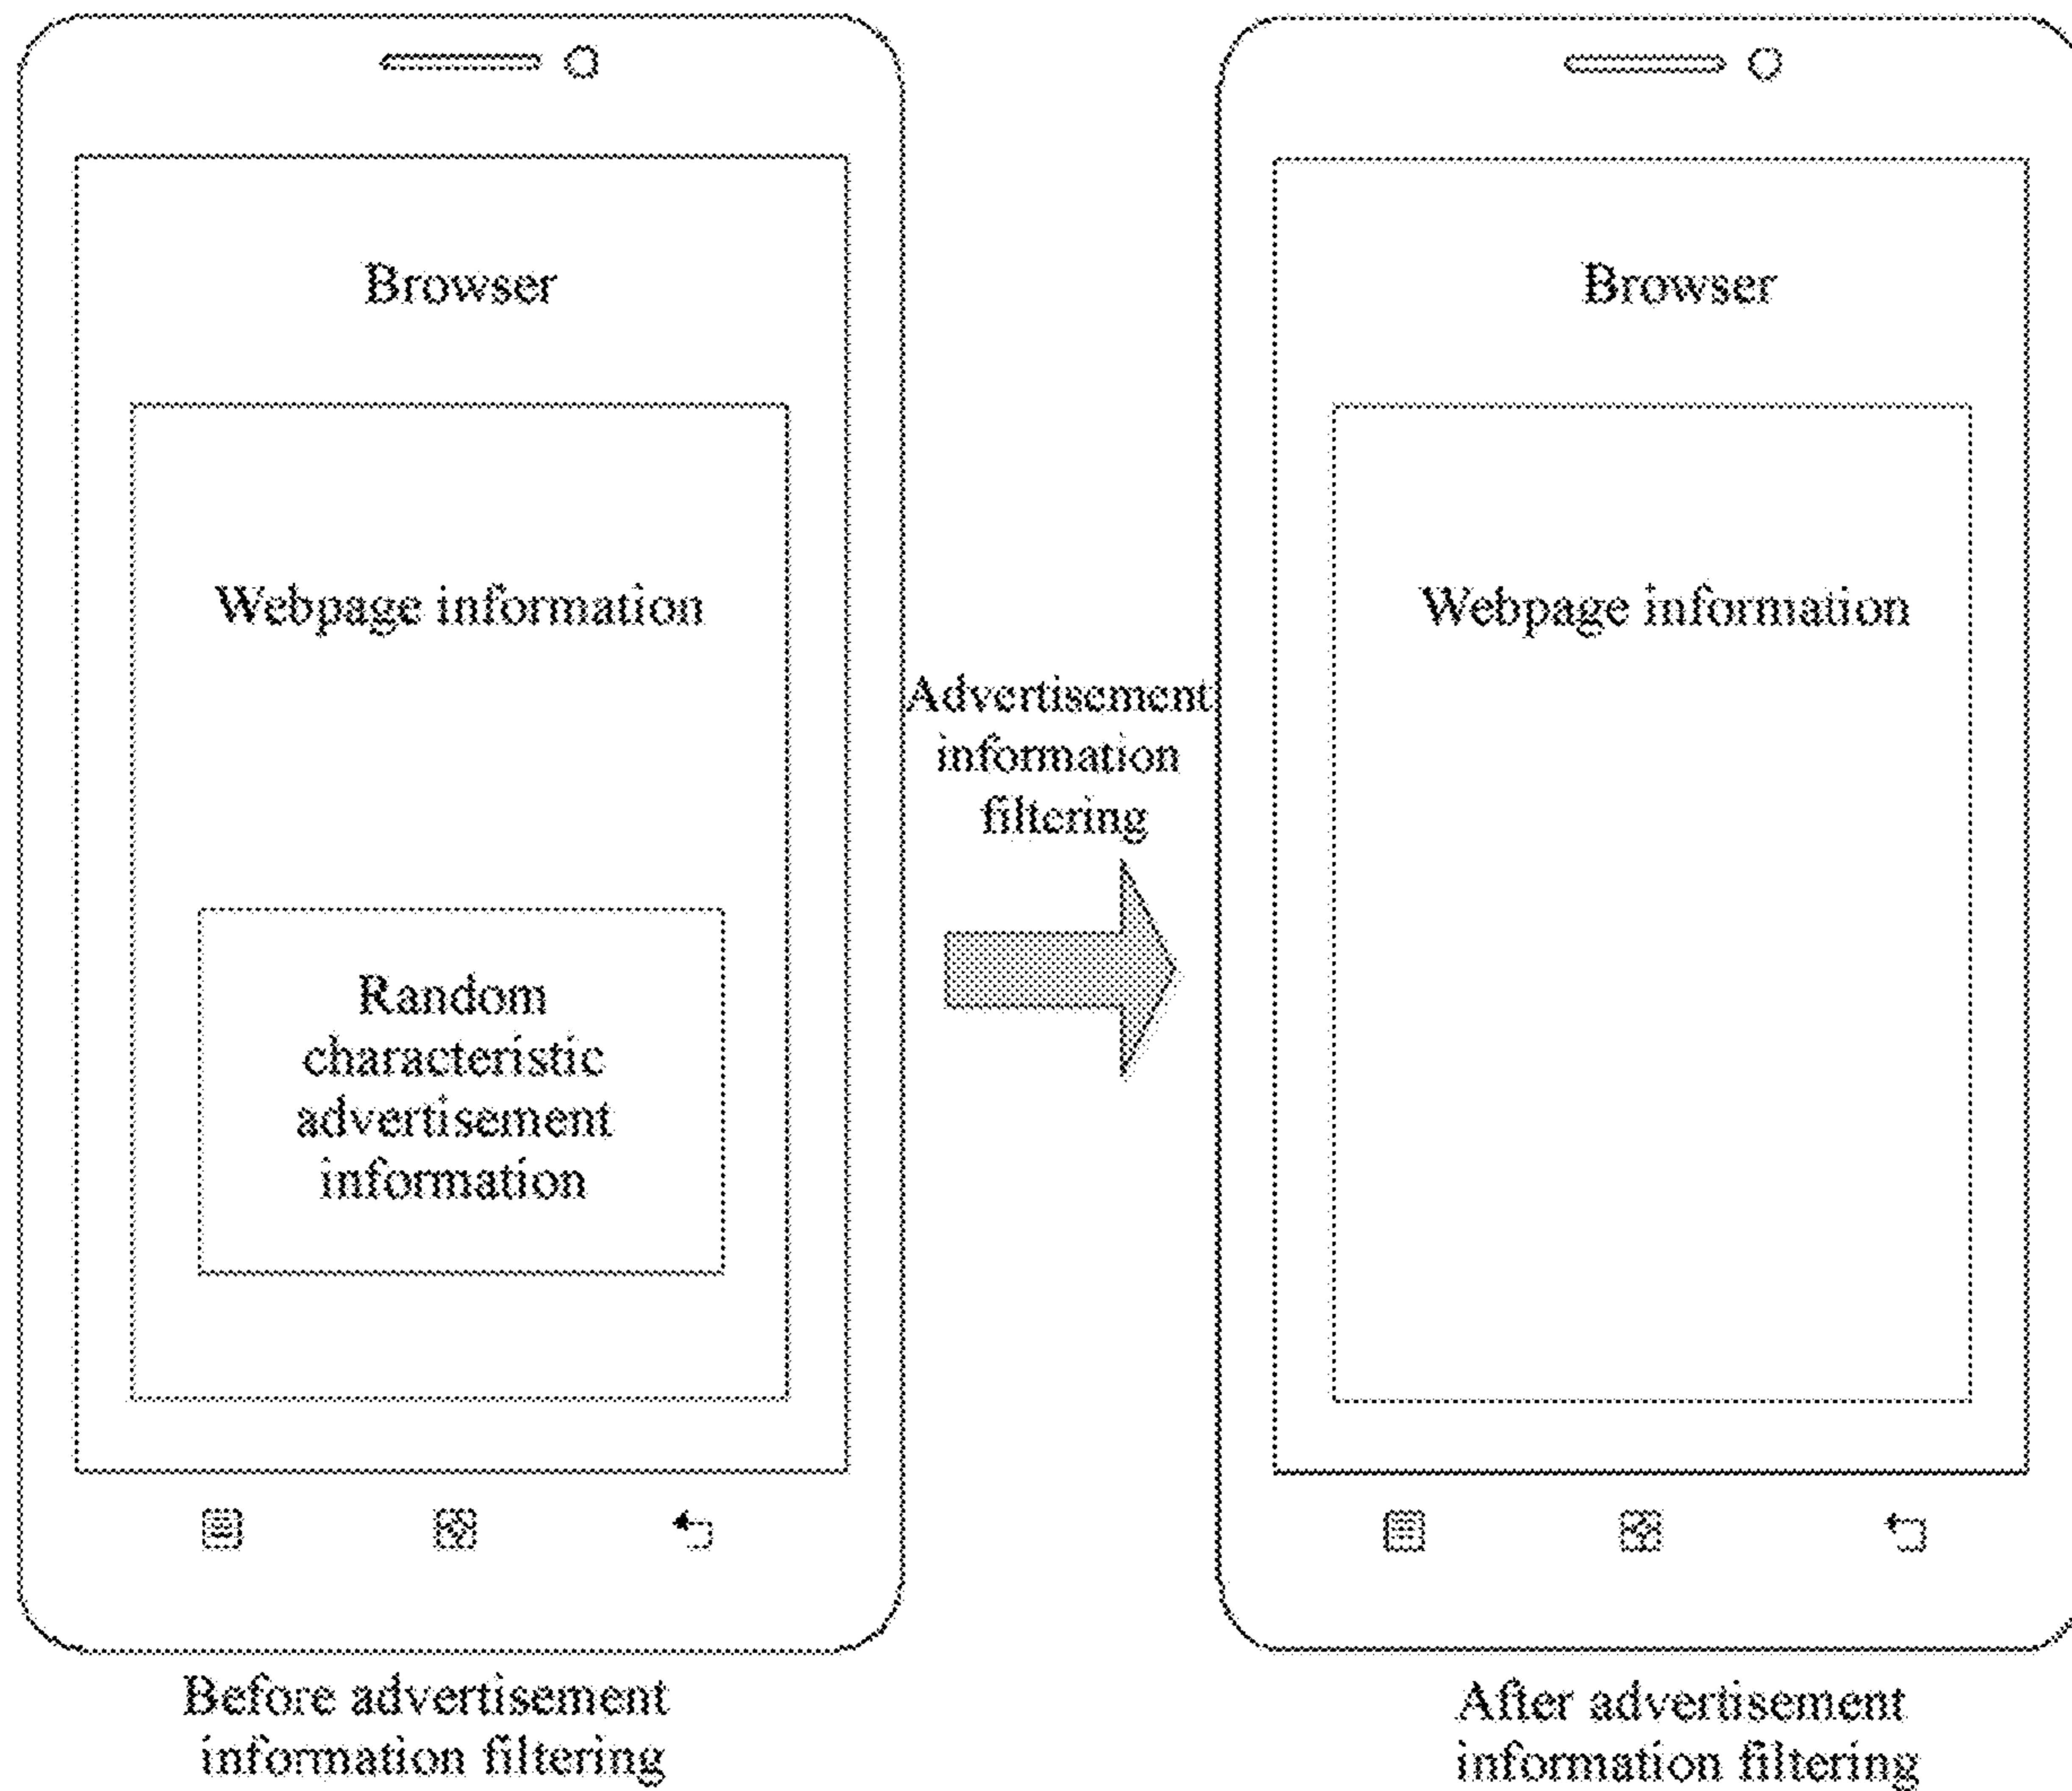 Browser
Webpage information
Random
characteristic
advertisement
information
Before advertisement
information filtering
Advertisement
information
filtering
Browser
Webpage information
After advertisement
information filtering